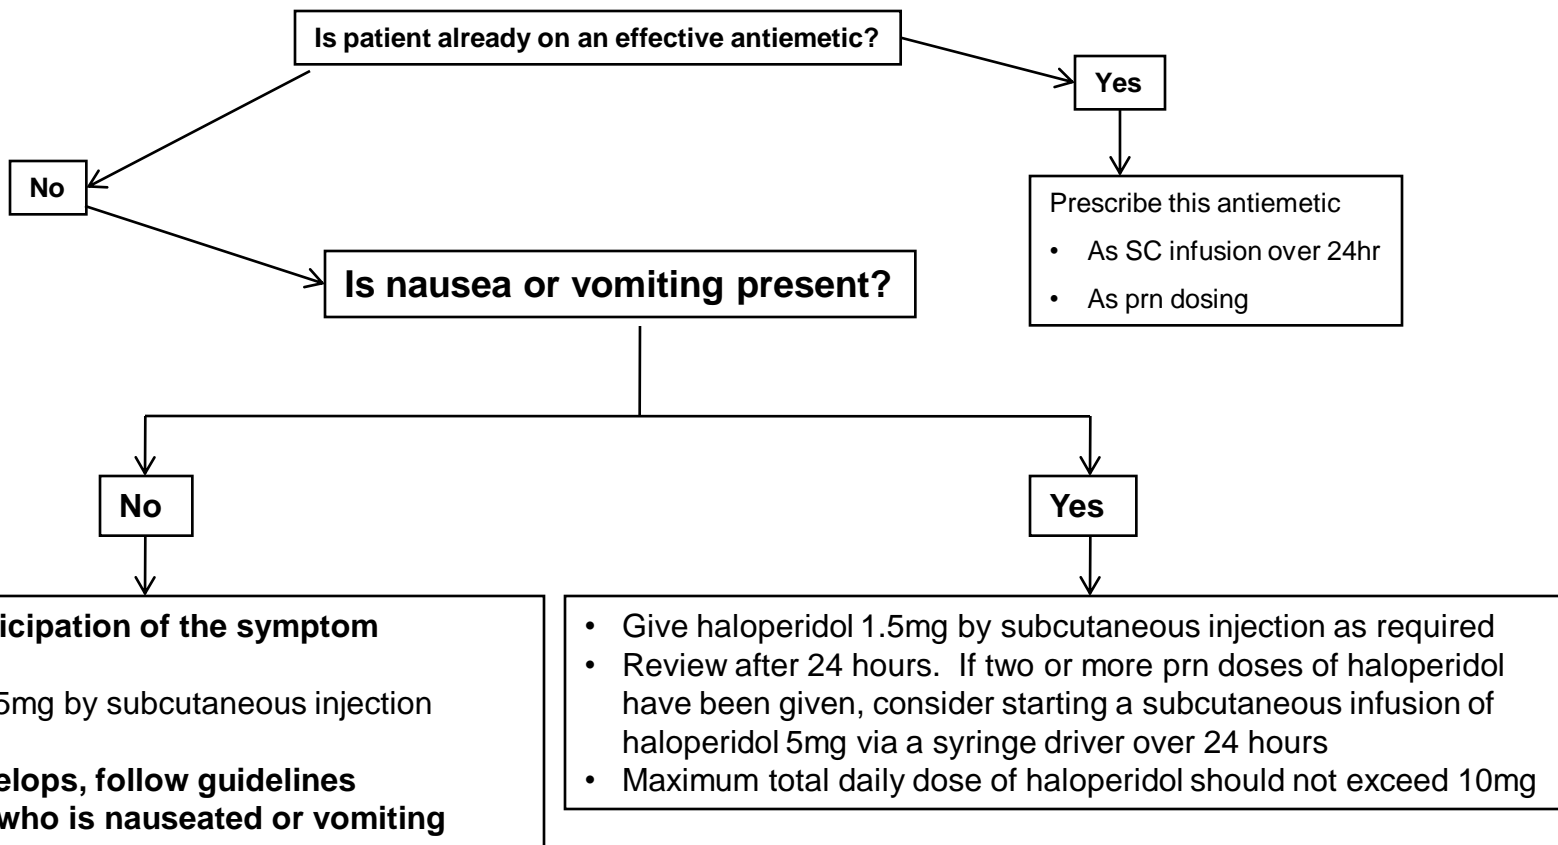 Is patient already on an effective antiemetic?
Yes
No
Prescribe this antiemetic
• As SC infusion over 24hr
• As prn dosing
Is nausea or vomiting present?
No
Yes
icipation of the symptom
5mg by subcutaneous injection
elops, follow guidelines
who is nauseated or vomiting
• Give haloperidol 1.5mg by subcutaneous injection as required
• Review after 24 hours. If two or more prn doses of haloperidol
have been given, consider starting a subcutaneous infusion of
haloperidol 5mg via a syringe driver over 24 hours
• Maximum total daily dose of haloperidol should not exceed 10mg